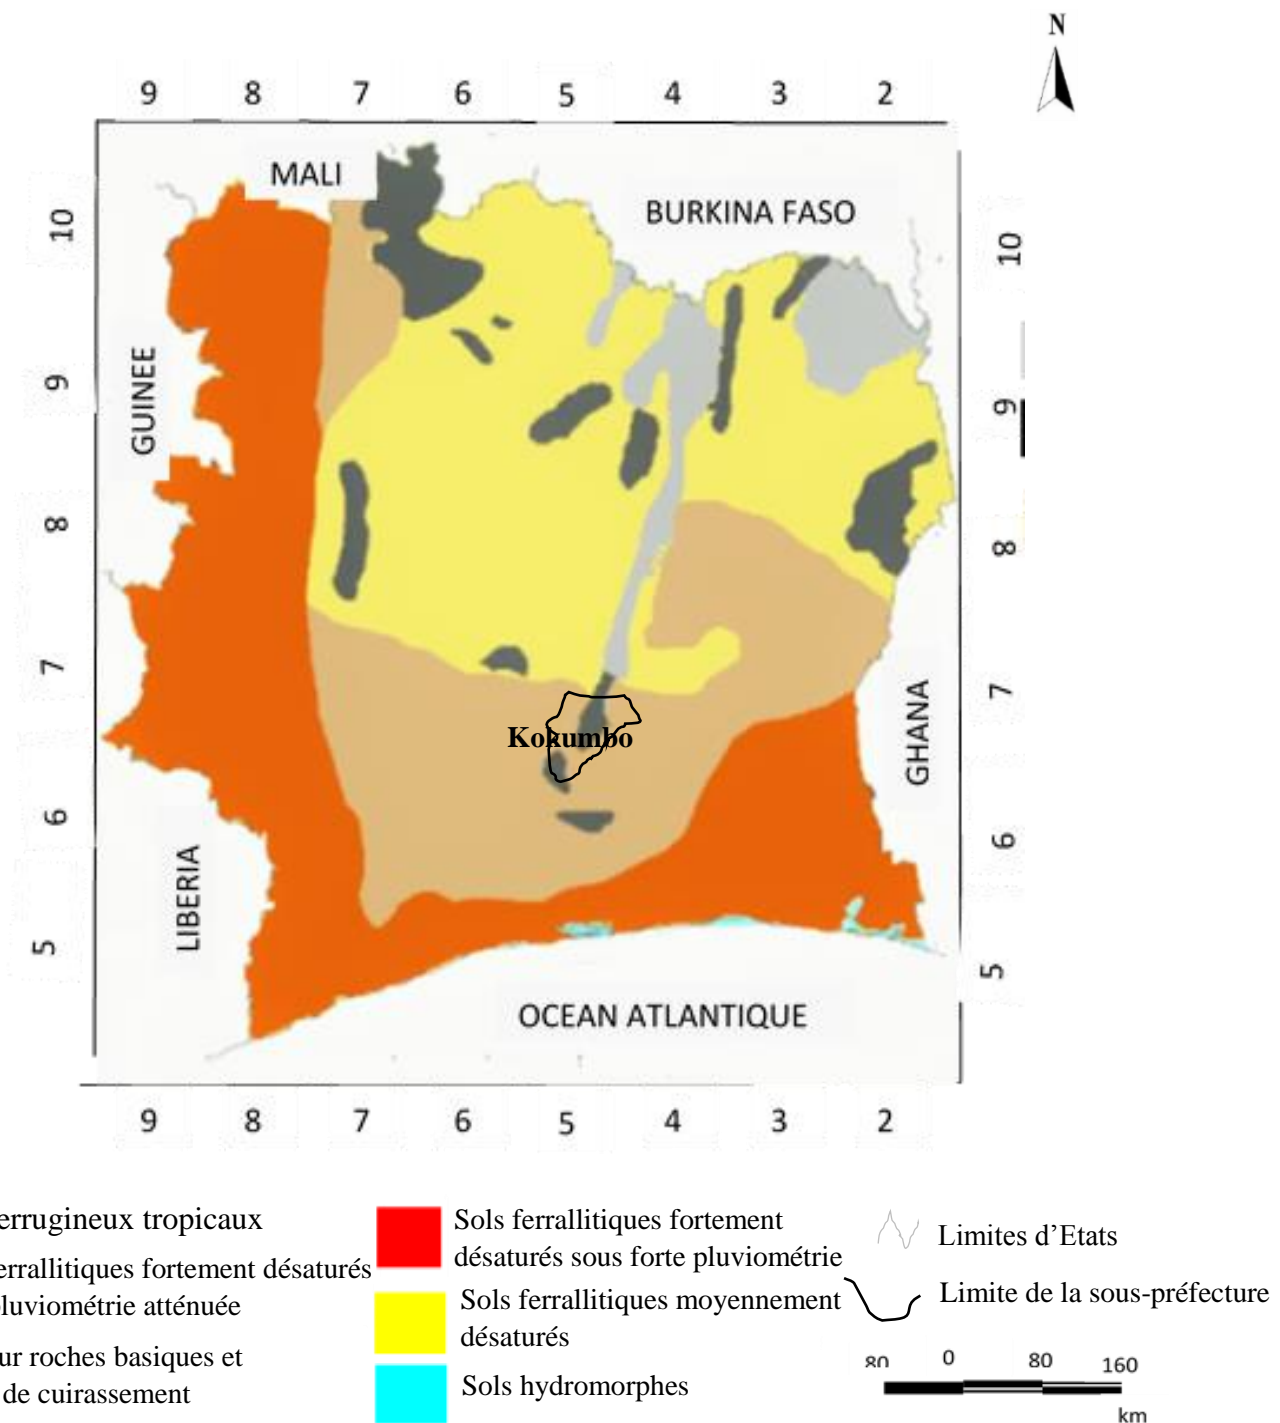 N
9 8 7 6 5 4 3 2
MALI
BURKINA FASO
10
10
GUINEE
9
9
8
8
7
7
Kokumbo
GHANA
6
6
LIBERIA
5
5
OCEAN ATLANTIQUE
9 8 7 6 5 4 3 2
errugineux tropicaux
errallitiques fortement désaturés
luviométrie atténuée
ur roches basiques et
de cuirassement
Sols ferrallitiques fortement
désaturés sous forte pluviométrie
Sols ferrallitiques moyennement
désaturés
Sols hydromorphes
Limites d’Etats
Limite de la sous-préfecture
80 0 80 160
km